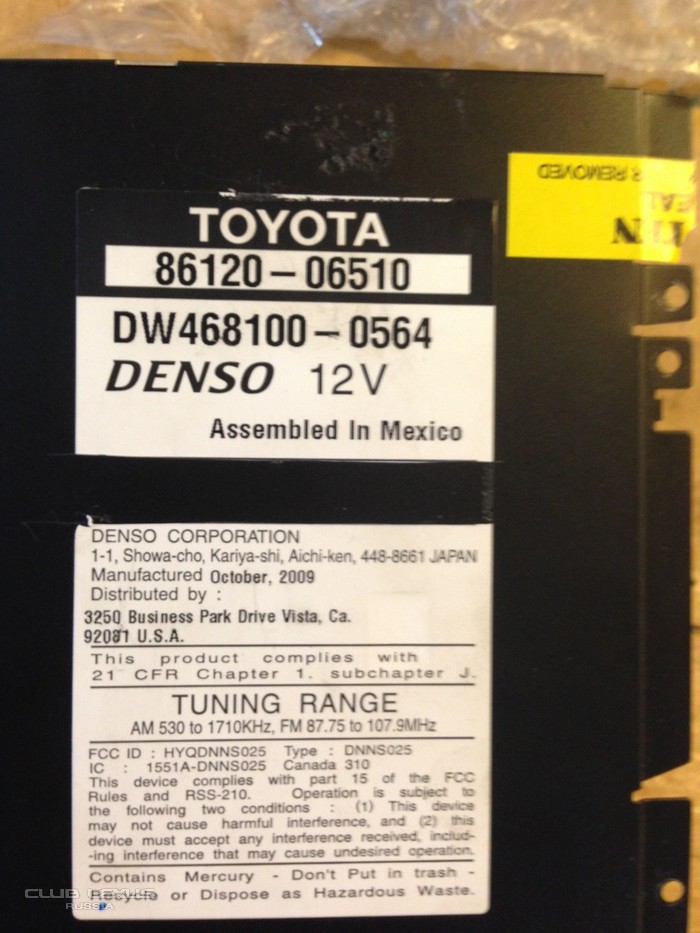 REMOVED
TOYOTA
86120-06510
DW468100-0564
DENSO 12V
Assembled In Mexico
DENSO CORPORATION
1-1, Showa-cho, Kariya-shi, Aichi-ken, 448-8661 JAPAN
Manufactured October, 2009
Distributed by :
3250 Business Park Drive Vista, Ca.
92081 U.S.A.
This product complies with
21 CFR Chapter 1. subchapter J.
TUNING RANGE
AM 530 to 1710KHz, FM 87.75 to 107.9MHz
FCC ID : HYQDNNS025 Type : DNNS025
IC : 1551A-DNNS025 Canada 310
This device complies with part 15 of the FCC
Rules and RSS-210. Operation is subject to
the following two conditions : (1) This device
may not cause harmful interference, and (2) this
device must accept any interference received, includ-
-ing interference that may cause undesired operation.
Contains Mercury - Don't Put in trash -
Recycle or Dispose as Hazardous Waste.
CLUB LEXUS
RUSSIA